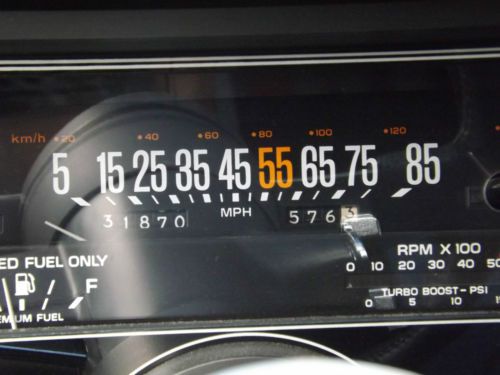 km/h 20 40 60 80 100 120
5 15 25 35 45 55 65 75 85
31870 MPH 576 3
ED FUEL ONLY RPM X 100
0 10 20 30 40 50
F TURBO BOOST-PSI
0 5 10
EMIUM FUEL